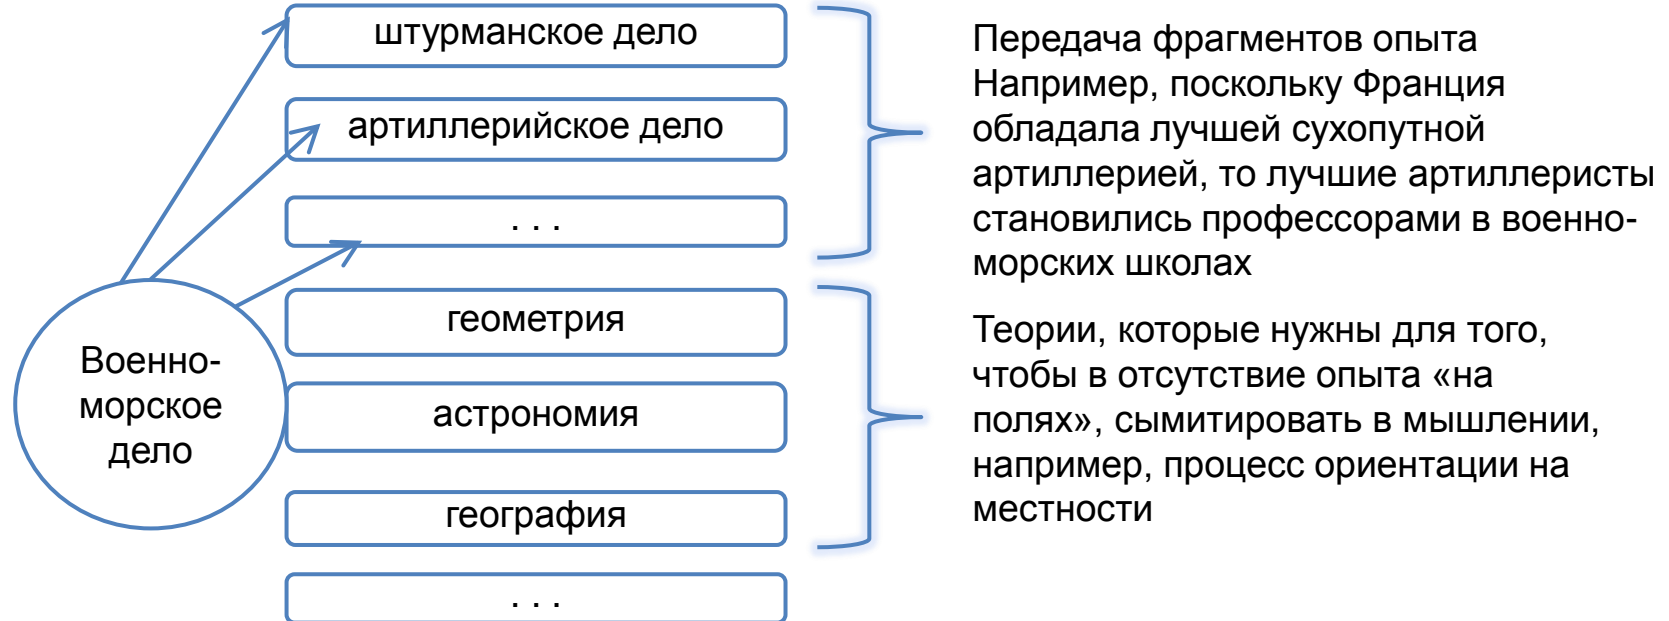 штурманское дело
артиллерийское дело
. . .
геометрия
астрономия
география
. . .
Военно-
морское
дело
Передача фрагментов опыта
Например, поскольку Франция
обладала лучшей сухопутной
артиллерией, то лучшие артиллеристы
становились профессорами в военно-
морских школах
Теории, которые нужны для того,
чтобы в отсутствие опыта «на
полях», сымитировать в мышлении,
например, процесс ориентации на
местности